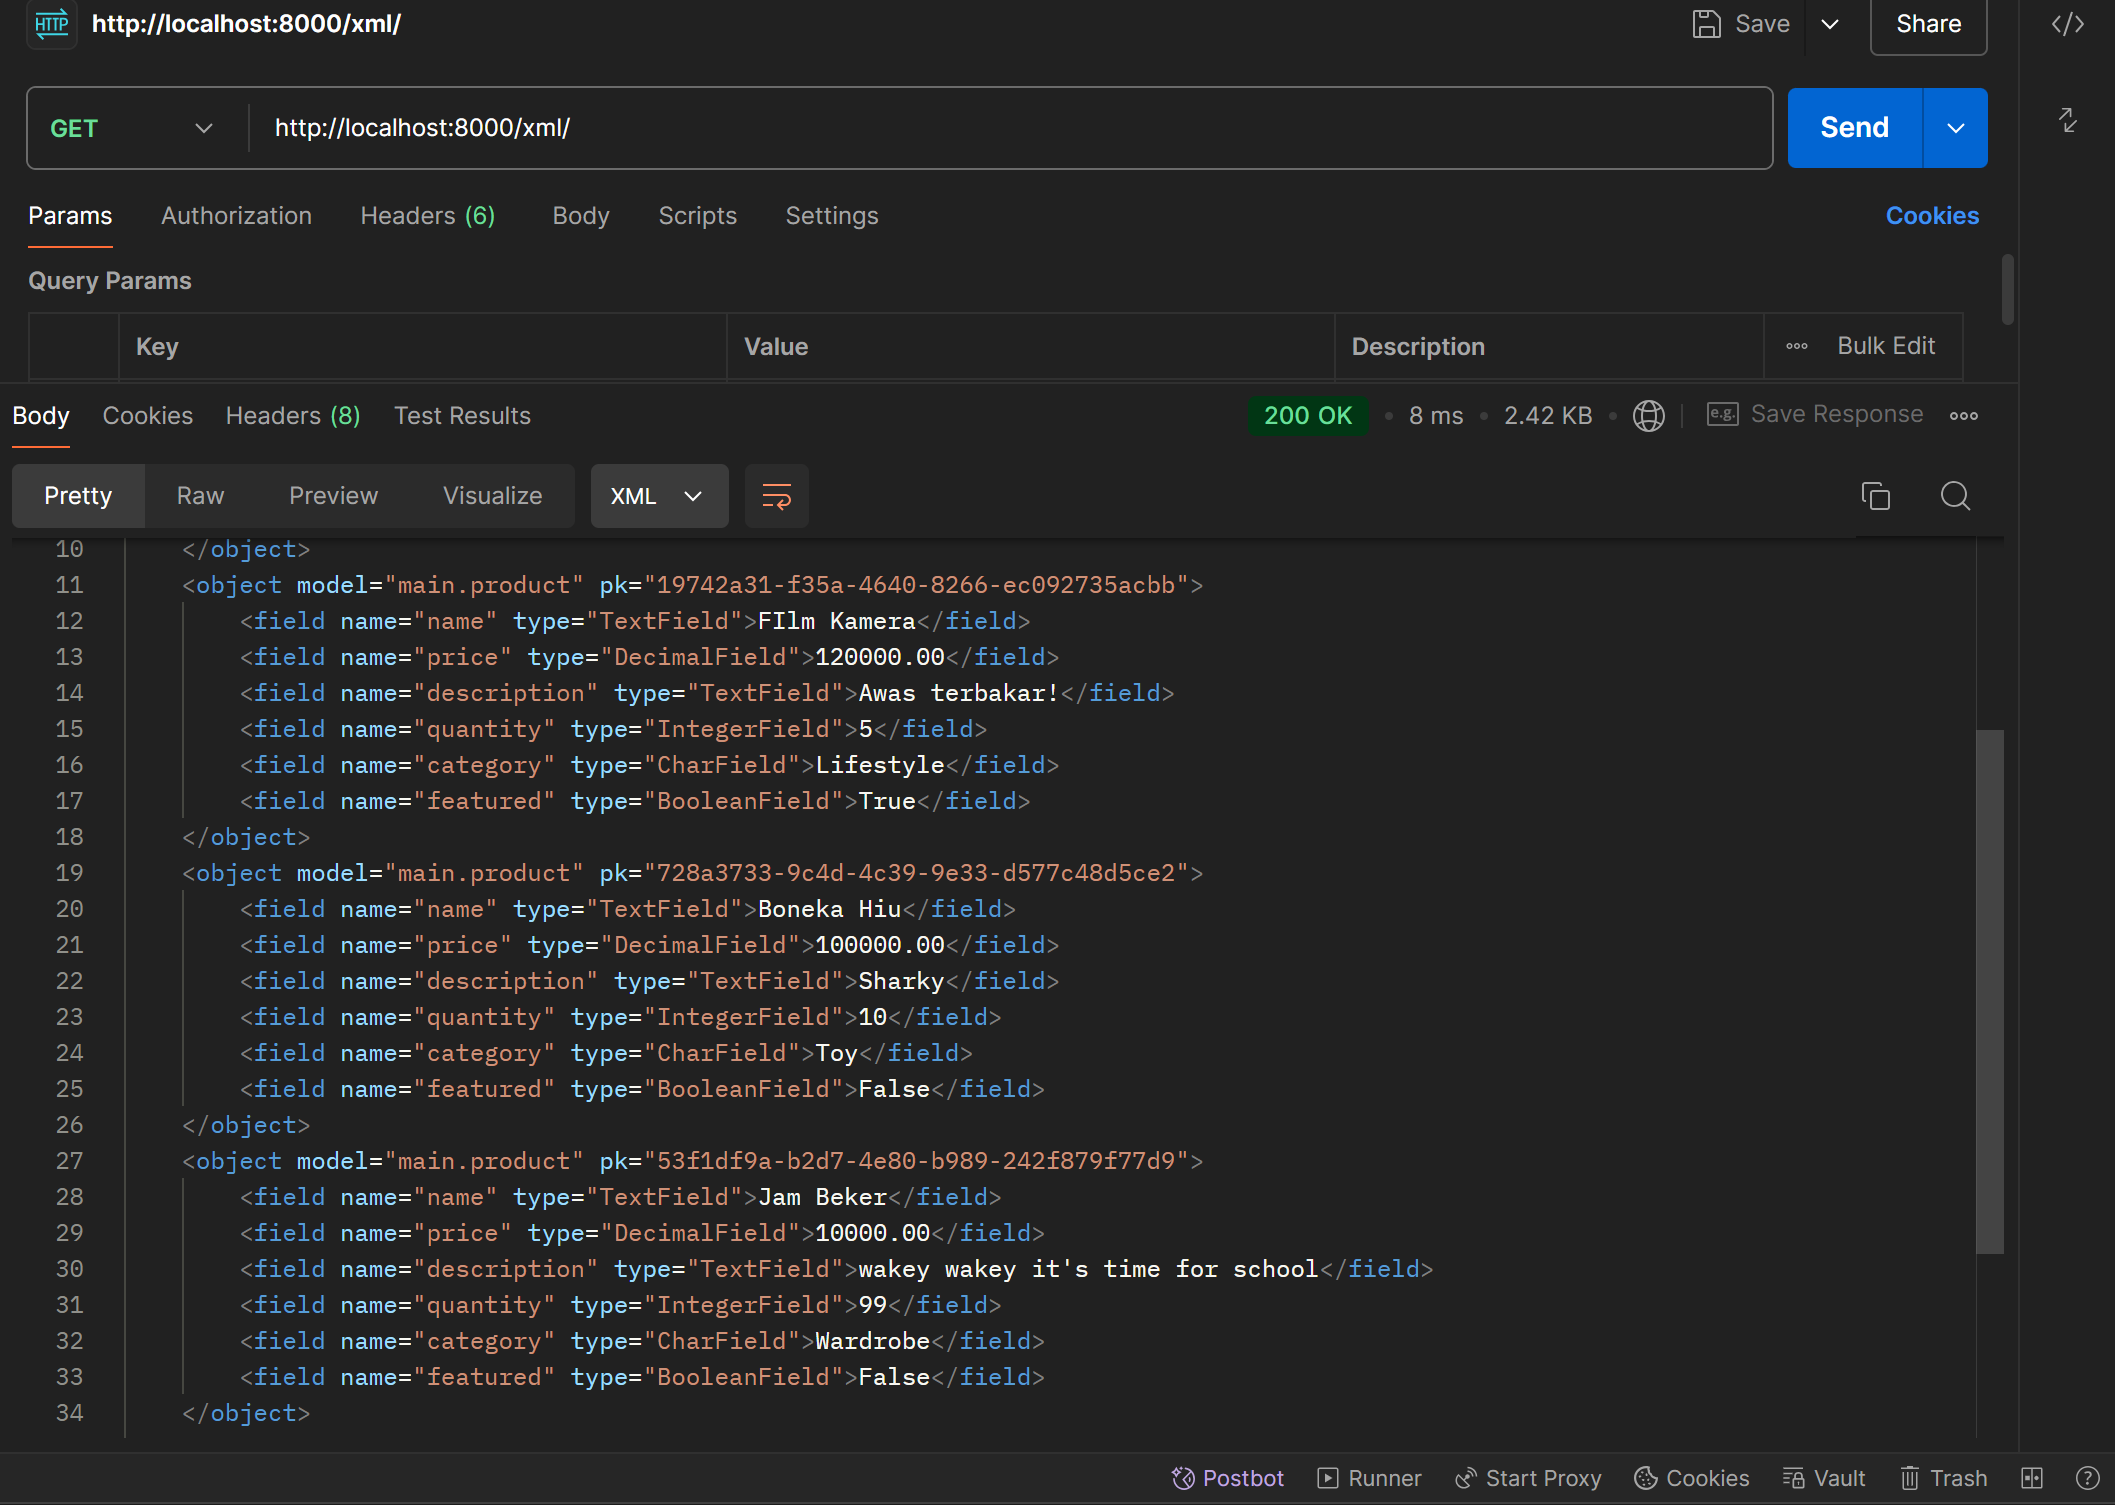 HTTP http://localhost:8000/xml/ Save Share
GET http://localhost:8000/xml/ Send
Params Authorization Headers (6) Body Scripts Settings Cookies
Query Params
Key Value Description Bulk Edit
Body Cookies Headers (8) Test Results 200 OK 8 ms 2.42 KB e.g. Save Response
Pretty Raw Preview Visualize XML
10 </object>
11 <object model="main.product" pk="19742a31-f35a-4640-8266-ec092735acbb">
12 <field name="name" type="TextField">FIlm Kamera</field>
13 <field name="price" type="DecimalField">120000.00</field>
14 <field name="description" type="TextField">Awas terbakar!</field>
15 <field name="quantity" type="IntegerField">5</field>
16 <field name="category" type="CharField">Lifestyle</field>
17 <field name="featured" type="BooleanField">True</field>
18 </object>
19 <object model="main.product" pk="728a3733-9c4d-4c39-9e33-d577c48d5ce2">
20 <field name="name" type="TextField">Boneka Hiu</field>
21 <field name="price" type="DecimalField">100000.00</field>
22 <field name="description" type="TextField">Sharky</field>
23 <field name="quantity" type="IntegerField">10</field>
24 <field name="category" type="CharField">Toy</field>
25 <field name="featured" type="BooleanField">False</field>
26 </object>
27 <object model="main.product" pk="53f1df9a-b2d7-4e80-b989-242f879f77d9">
28 <field name="name" type="TextField">Jam Beker</field>
29 <field name="price" type="DecimalField">10000.00</field>
30 <field name="description" type="TextField">wakey wakey it's time for school</field>
31 <field name="quantity" type="IntegerField">99</field>
32 <field name="category" type="CharField">Wardrobe</field>
33 <field name="featured" type="BooleanField">False</field>
34 </object>
Postbot Runner Start Proxy Cookies Vault Trash